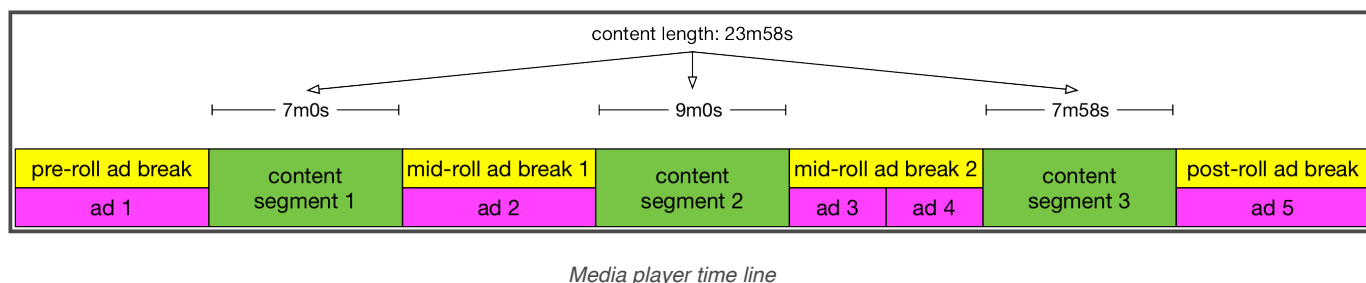 content length: 23m58s
7m0s
9m0s
7m58s
pre-roll ad break
content
segment 1
mid-roll ad break 1
content
segment 2
mid-roll ad break 2
content
segment 3
post-roll ad break
ad 1
ad 2
ad 3
ad 4
ad 5
Media player time line